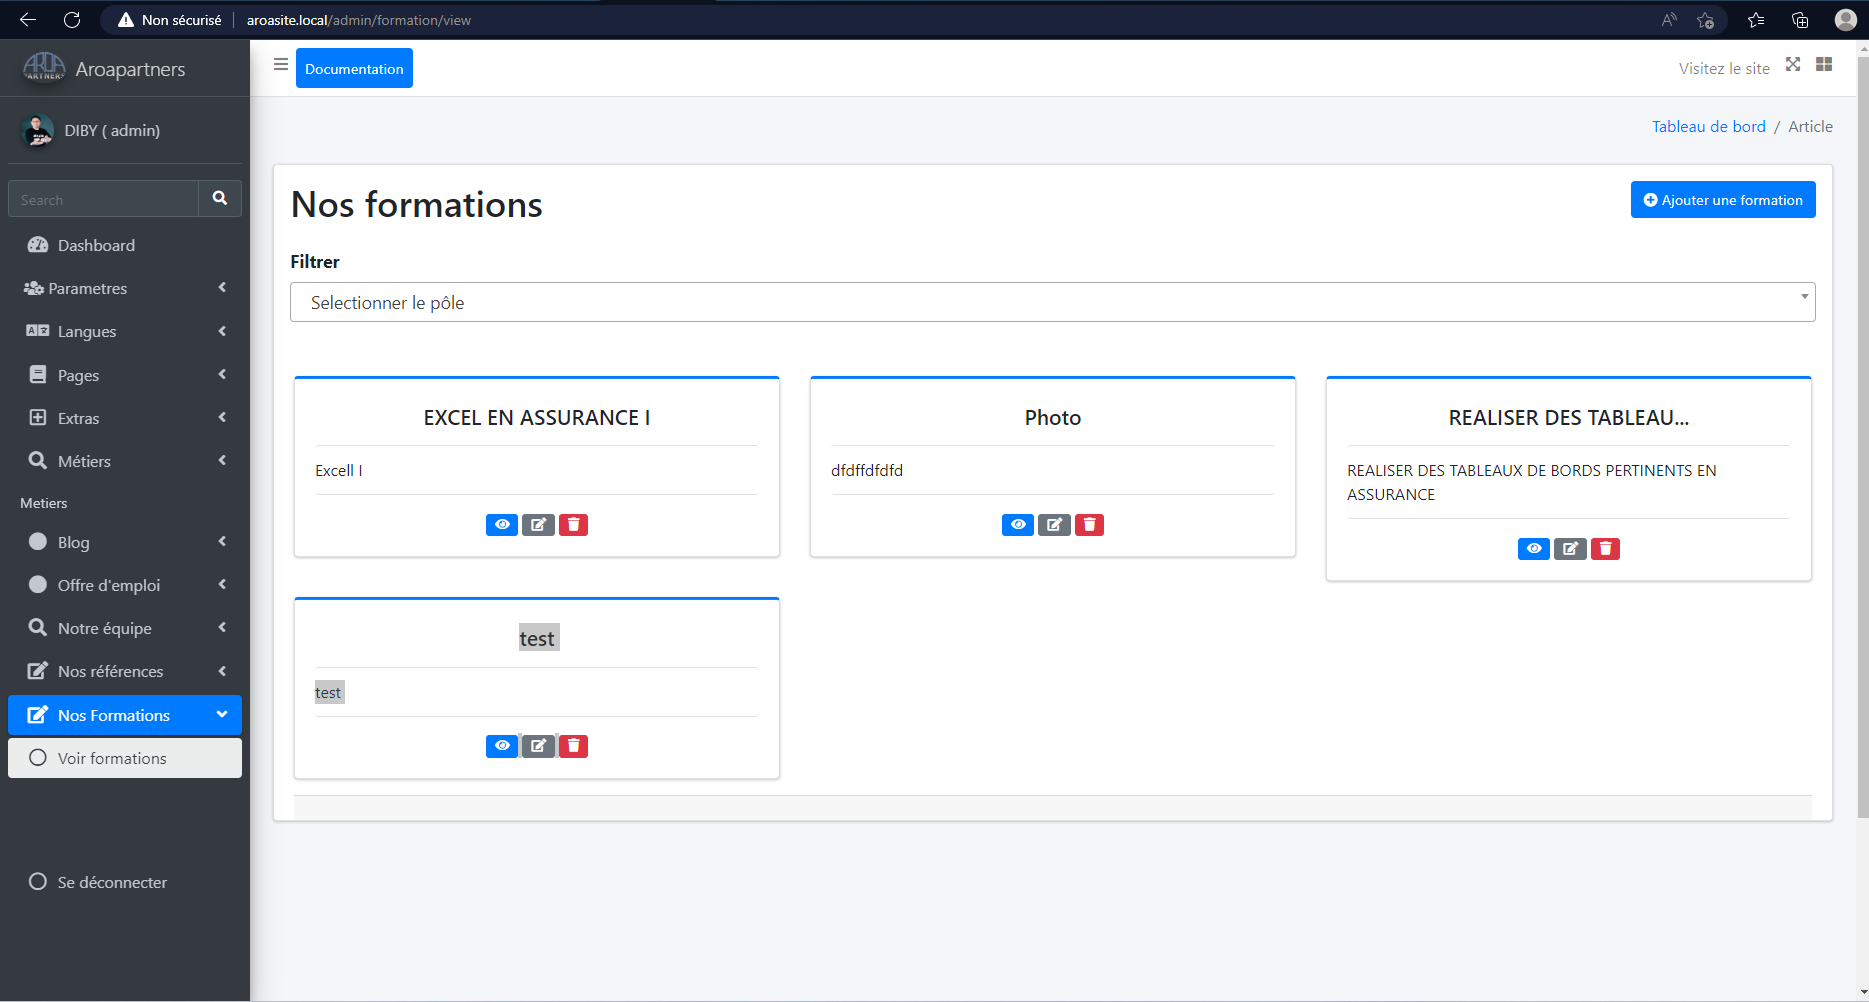 Non sécurisé
aroasite.local/admin/formation/view
Aroapartners
Documentation
Visitez le site
DIBY ( admin)
Tableau de bord / Article
Search
Nos formations
Ajouter une formation
Dashboard
Filtrer
Parametres
Selectionner le pôle
Langues
Pages
Extras
Métiers
Metiers
Blog
Offre d'emploi
Notre équipe
Nos références
Nos Formations
Voir formations
Se déconnecter
EXCEL EN ASSURANCE I
Excell I
Photo
dfdffdfdfd
REALISER DES TABLEAU...
REALISER DES TABLEAUX DE BORDS PERTINENTS EN
ASSURANCE
test
test